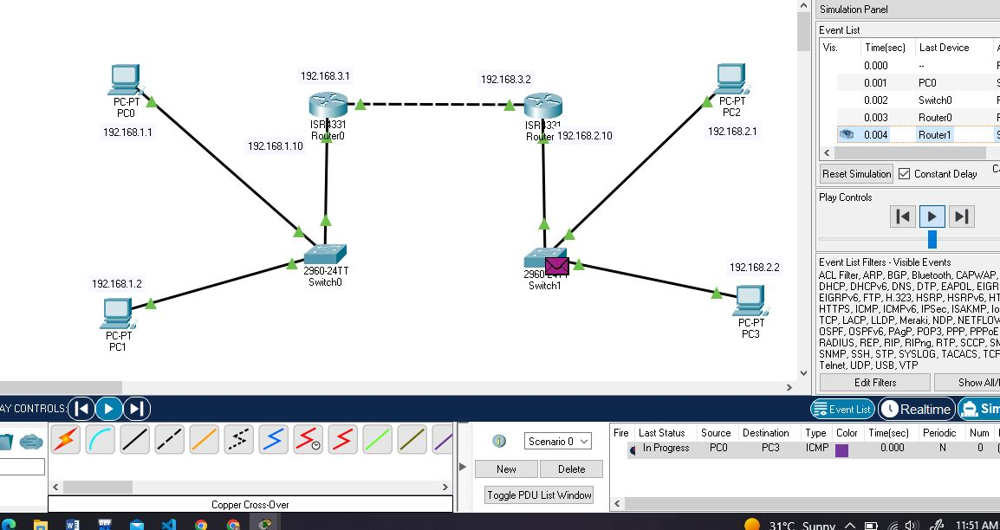 Simulation Panel
Event List
Vis. Time(sec) Last Device
0.000 --
0.001 PC0
0.002 Switch0
0.003 Router0
0.004 Router1
Reset Simulation Constant Delay
Play Controls
Event List Filters - Visible Events
ACL Filter, ARP, BGP, Bluetooth, CAPWAP,
DHCP, DHCPv6, DNS, DTP, EAPOL, EIGR
EIGRPv6, FTP, H.323, HSRP, HSRPv6, HT
HTTPS, ICMP, ICMPv6, IPSec, ISAKMP, Io
TCP, LACP, LLDP, Meraki, NDP, NETFLOV
OSPF, OSPFv6, PAgP, POP3, PPP, PPPoE
RADIUS, REP, RIP, RIPng, RTP, SCCP, SM
SNMP, SSH, STP, SYSLOG, TACACS, TCF
Telnet, UDP, USB, VTP
Edit Filters Show All/
PC-PT
PC0
192.168.1.1
192.168.3.1
ISR4331
Router0
192.168.1.10
192.168.3.2
ISR4331
Router
192.168.2.10
PC-PT
PC2
192.168.2.1
2960-24TT
Switch0
192.168.1.2
PC-PT
PC1
2960-24TT
Switch1
192.168.2.2
PC-PT
PC3
AY CONTROLS:
Event List Realtime Sim
Copper Cross-Over
Scenario 0
New Delete
Toggle PDU List Window
Fire Last Status Source Destination Type Color Time(sec) Periodic Num
In Progress PC0 PC3 ICMP 0.000 N 0
31°C Sunny 11:51 AM